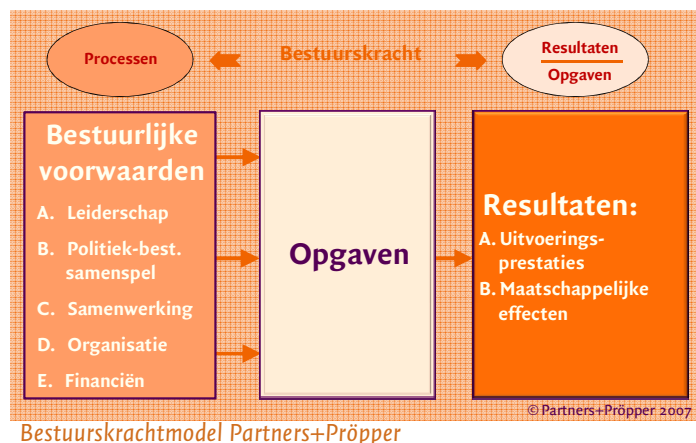 Processen
Bestuurskracht
Resultaten
Opgaven
Bestuurlijke
voorwaarden
A. Leiderschap
B. Politiek-best.
samenspel
C. Samenwerking
D. Organisatie
E. Financiën
Opgaven
Resultaten:
A. Uitvoerings-
prestaties
B. Maatschappelijke
effecten
© Partners+Pröpper 2007
Bestuurskrachtmodel Partners+Pröpper